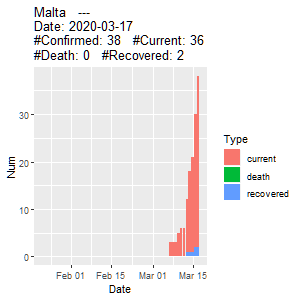 Malta ---
Date: 2020-03-17
#Confirmed: 38 #Current: 36
#Death: 0 #Recovered: 2
Num
30
20
10
0
Feb 01 Feb 15 Mar 01 Mar 15
Date
Type
current
death
recovered